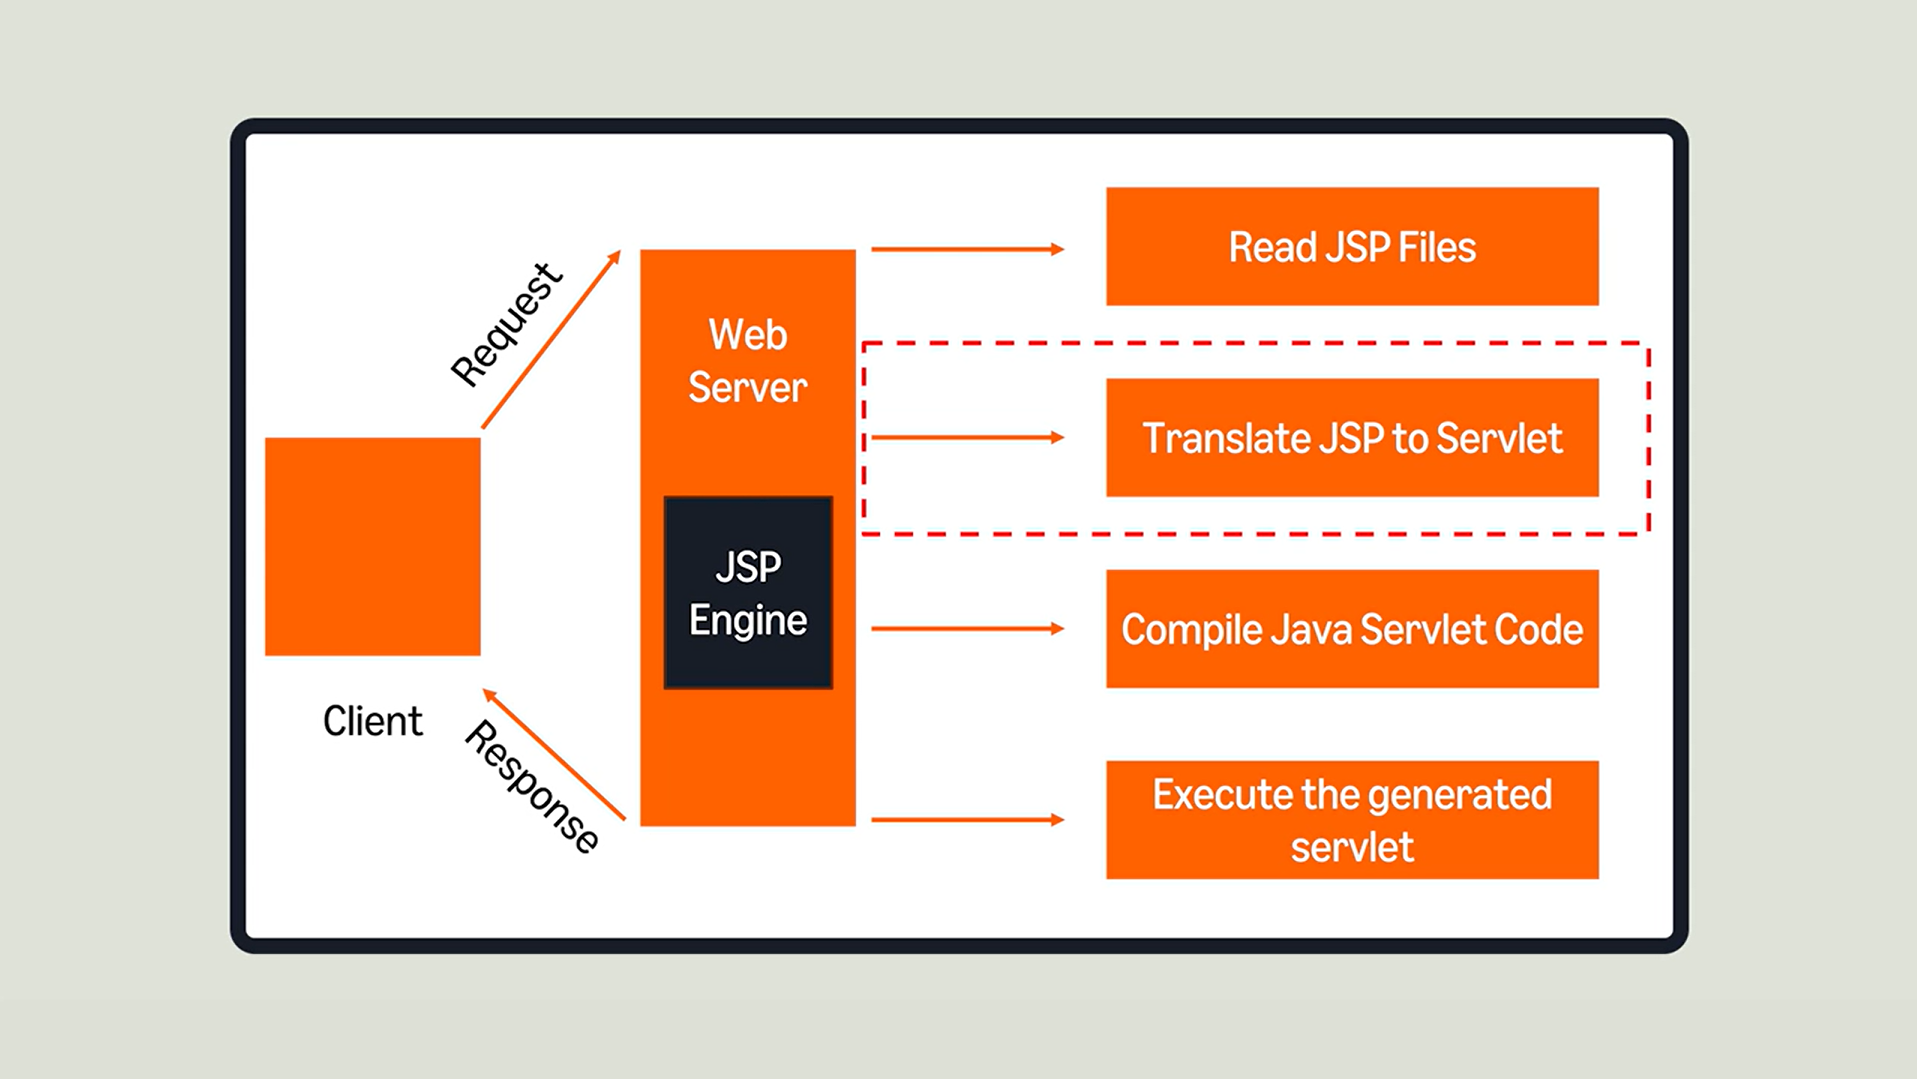 Request
Client
Response
Web
Server
JSP
Engine
Read JSP Files
Translate JSP to Servlet
Compile Java Servlet Code
Execute the generated
servlet